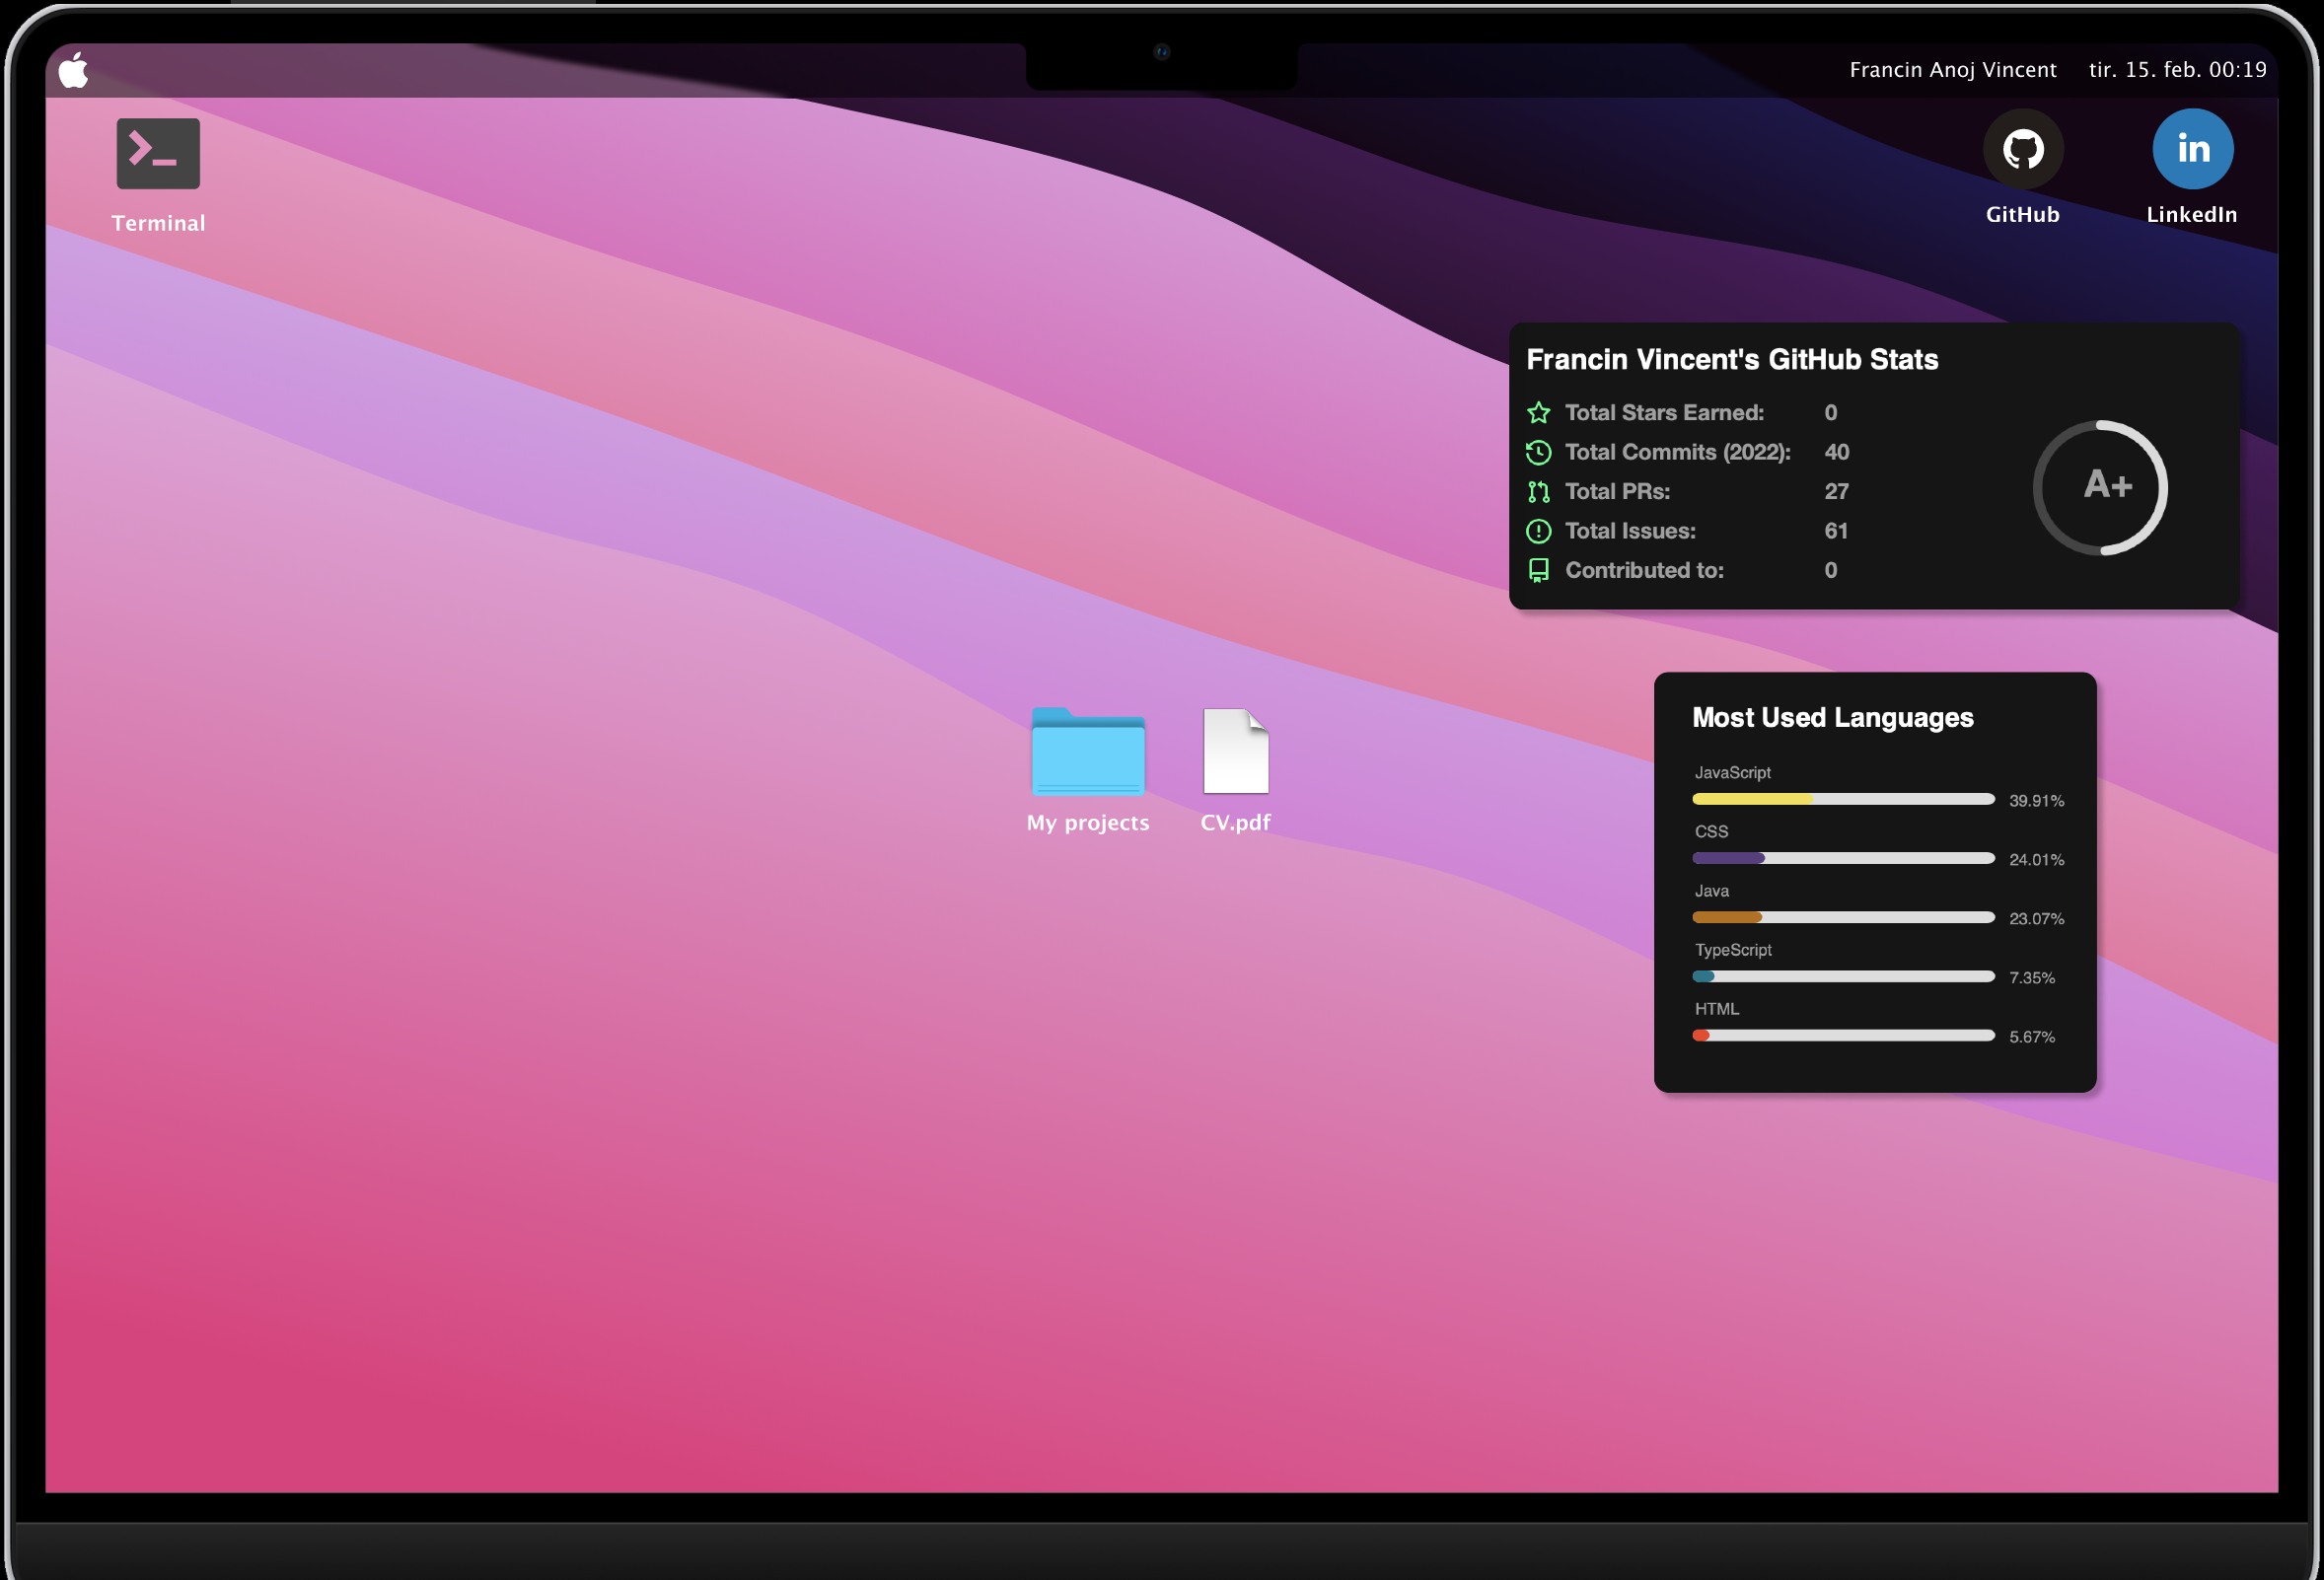 Francin Anoj Vincent tir. 15. feb. 00:19
Terminal
GitHub
LinkedIn
Francin Vincent's GitHub Stats
Total Stars Earned: 0
Total Commits (2022): 40
Total PRs: 27
Total Issues: 61
Contributed to: 0
A+
My projects
CV.pdf
Most Used Languages
JavaScript
39.91%
CSS
24.01%
Java
23.07%
TypeScript
7.35%
HTML
5.67%